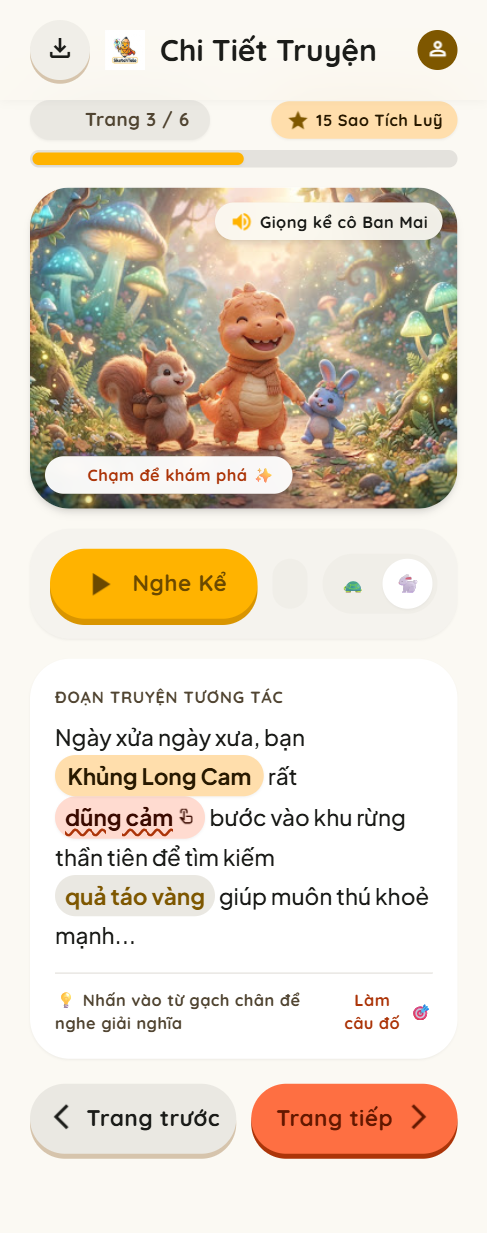 Chi Tiết Truyện
Trang 3 / 6
15 Sao Tích Luỹ
Giọng kể cô Ban Mai
Chạm để khám phá ✨
Nghe Kể
ĐOẠN TRUYỆN TƯƠNG TÁC
Ngày xửa ngày xưa, bạn
Khủng Long Cam rất
dũng cảm bước vào khu rừng
thần tiên để tìm kiếm
quả táo vàng giúp muôn thú khoẻ
mạnh...
💡 Nhấn vào từ gạch chân để
nghe giải nghĩa
Làm
câu đố 🎯
Trang trước
Trang tiếp